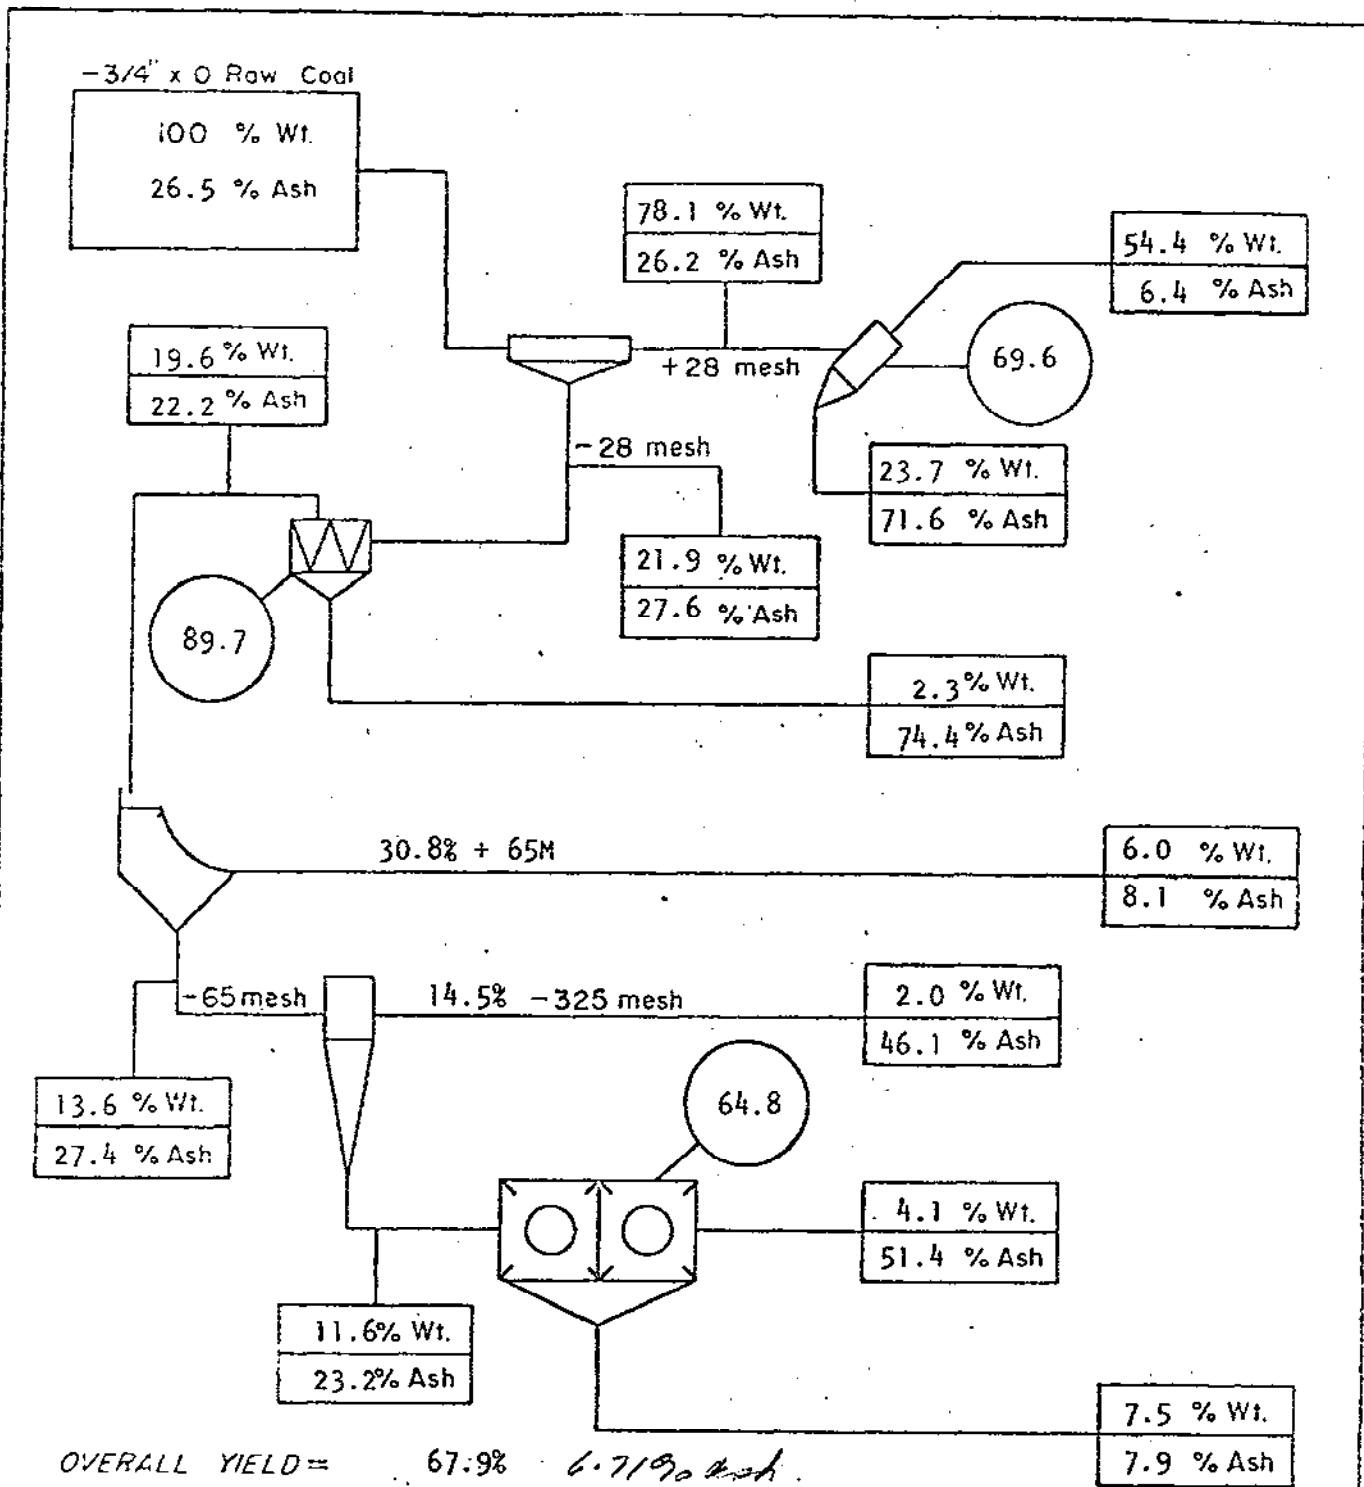 -3/4" x 0 Raw Coal
100 % Wt.
26.5 % Ash
78.1 % Wt.
26.2 % Ash
54.4 % Wt.
6.4 % Ash
19.6 % Wt.
22.2 % Ash
+28 mesh
69.6
-28 mesh
23.7 % Wt.
71.6 % Ash
21.9 % Wt.
27.6 % Ash
89.7
2.3 % Wt.
74.4 % Ash
30.8% + 65M
6.0 % Wt.
8.1 % Ash
-65 mesh
14.5% -325 mesh
2.0 % Wt.
46.1 % Ash
13.6 % Wt.
27.4 % Ash
64.8
4.1 % Wt.
51.4 % Ash
11.6% Wt.
23.2% Ash
7.5 % Wt.
7.9 % Ash
OVERALL YIELD = 67.9% 6.71% ash.